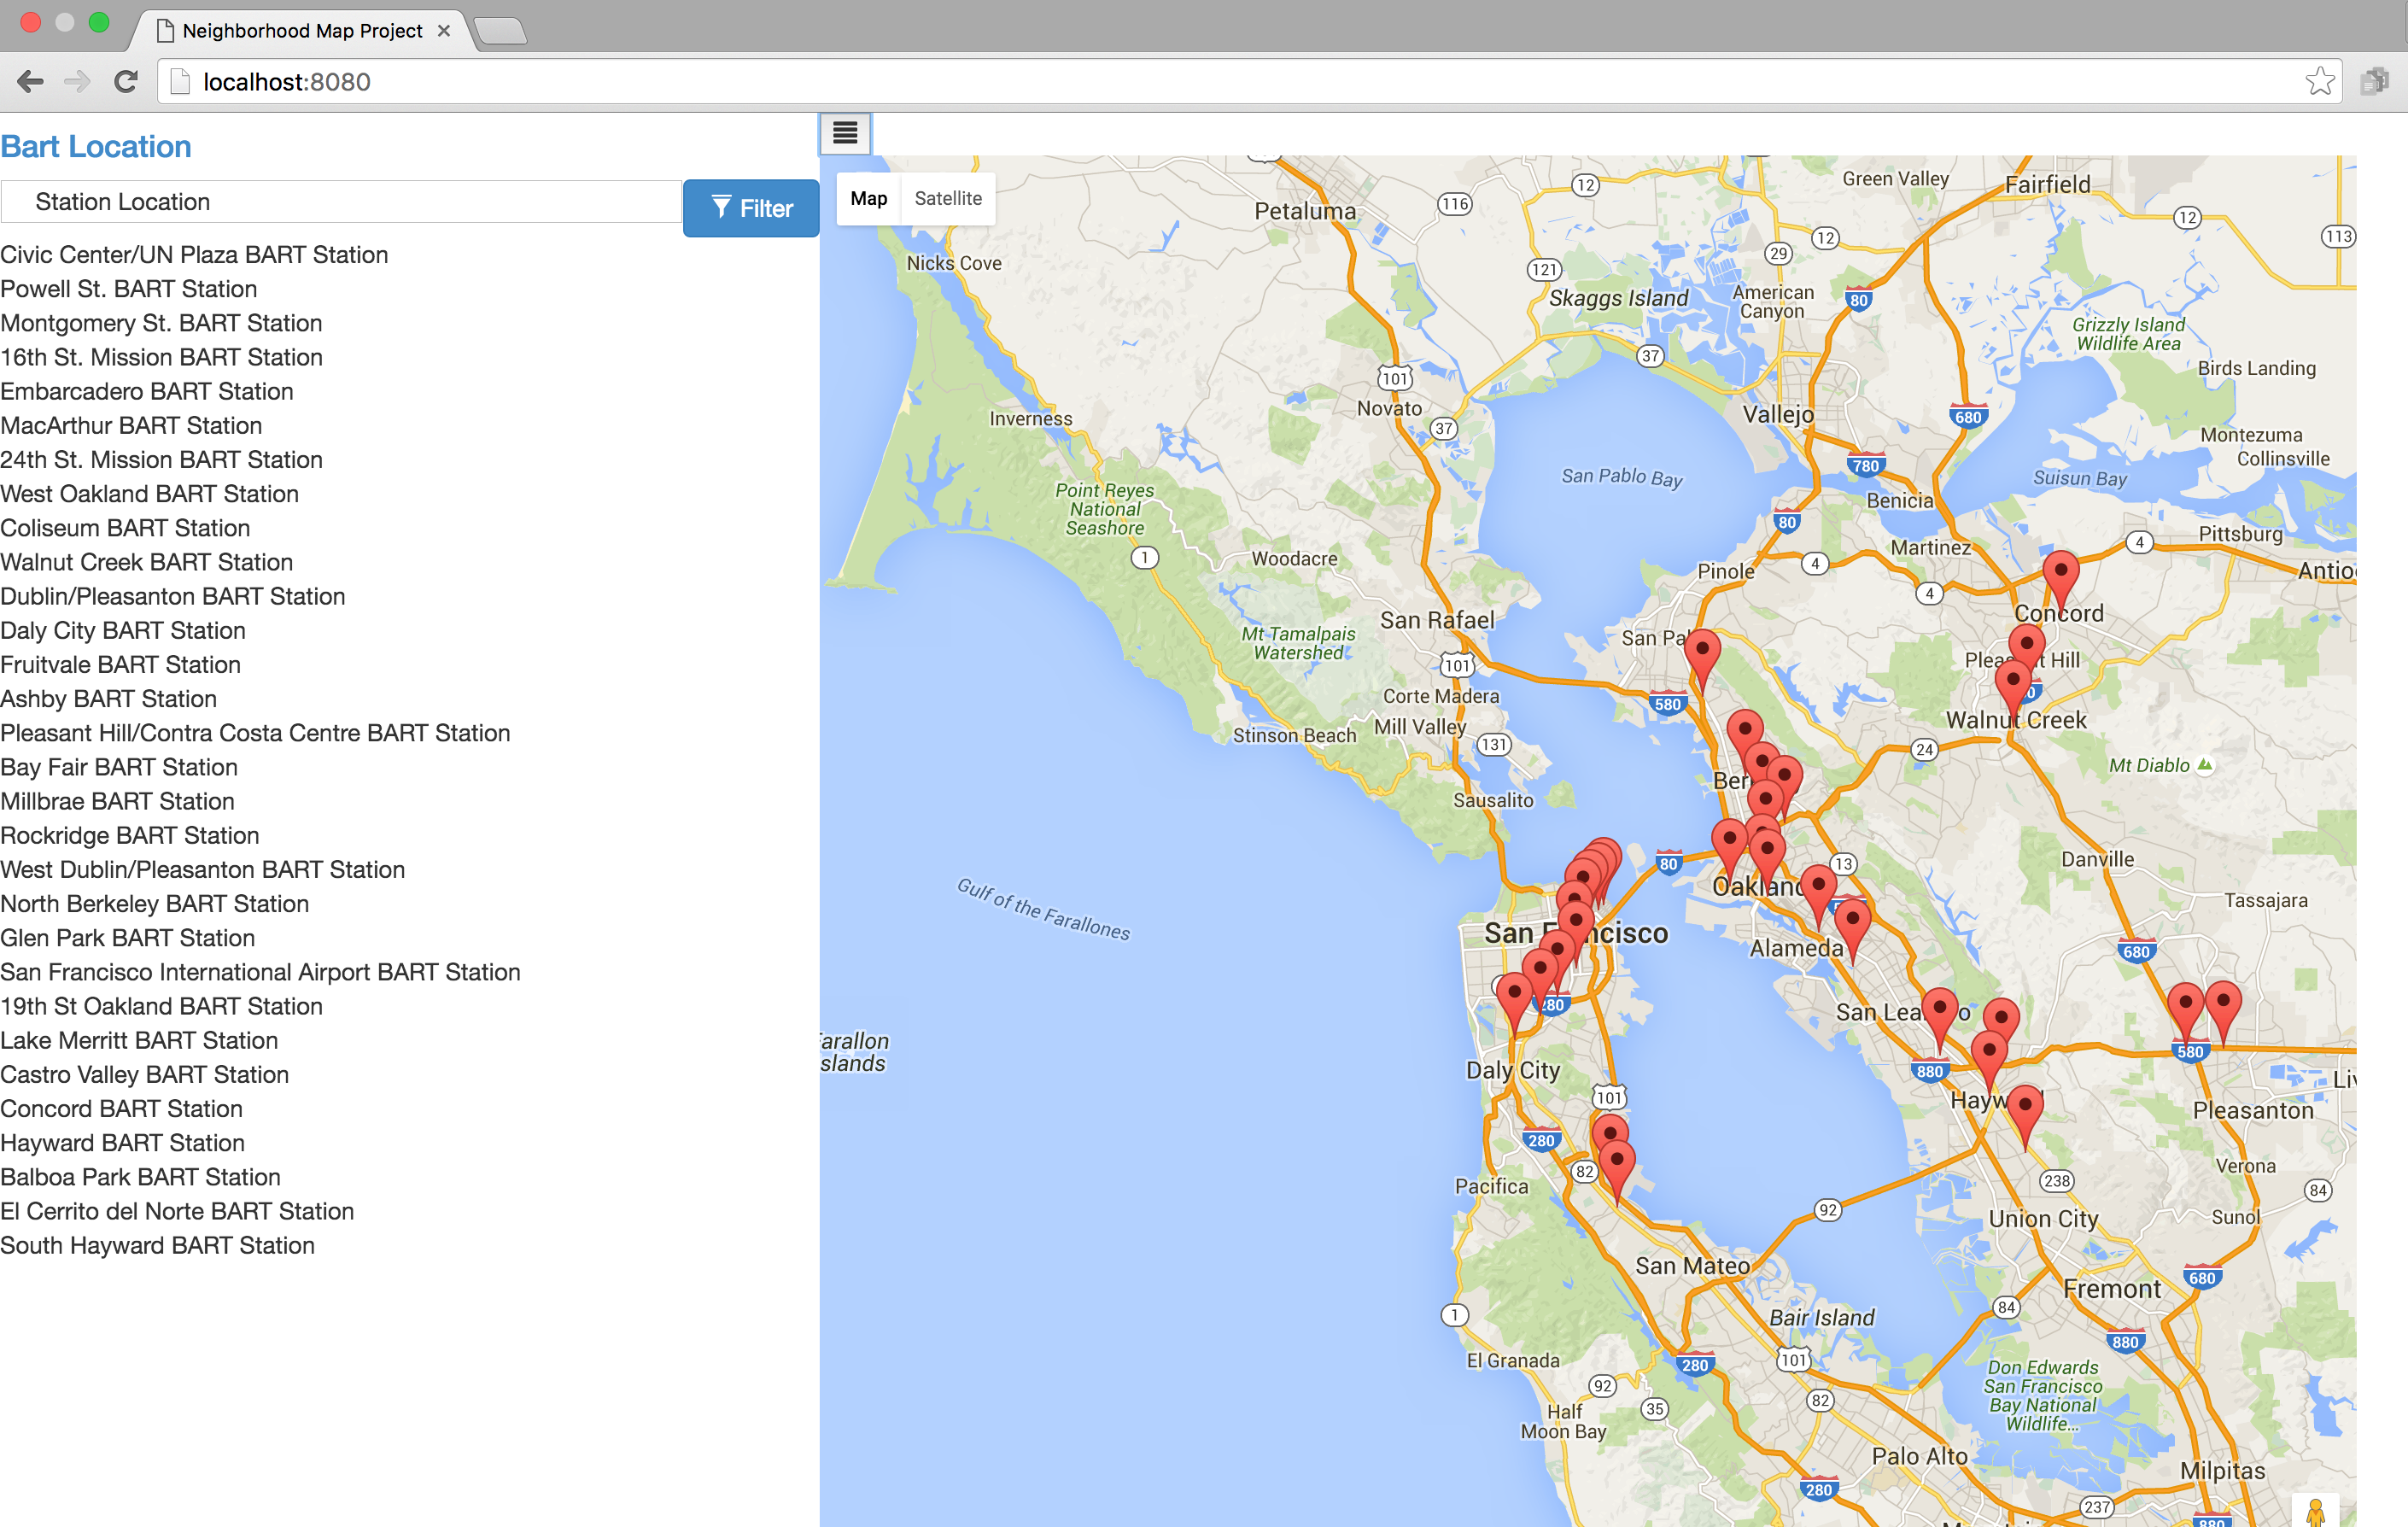 Neighborhood Map Project
localhost:8080
Bart Location
Station Location
Filter
Civic Center/UN Plaza BART Station
Powell St. BART Station
Montgomery St. BART Station
16th St. Mission BART Station
Embarcadero BART Station
MacArthur BART Station
24th St. Mission BART Station
West Oakland BART Station
Coliseum BART Station
Walnut Creek BART Station
Dublin/Pleasanton BART Station
Daly City BART Station
Fruitvale BART Station
Ashby BART Station
Pleasant Hill/Contra Costa Centre BART Station
Bay Fair BART Station
Millbrae BART Station
Rockridge BART Station
West Dublin/Pleasanton BART Station
North Berkeley BART Station
Glen Park BART Station
San Francisco International Airport BART Station
19th St Oakland BART Station
Lake Merritt BART Station
Castro Valley BART Station
Concord BART Station
Hayward BART Station
Balboa Park BART Station
El Cerrito del Norte BART Station
South Hayward BART Station
Map
Satellite
Petaluma
116
12
Green Valley
Fairfield
12
12
113
29
Nicks Cove
121
Skaggs Island
American
Canyon
80
Grizzly Island
Wildlife Area
37
Birds Landing
101
Novato
Inverness
37
Vallejo
680
Montezuma
Collinsville
780
San Pablo Bay
Suisun Bay
Point Reyes
National
Seashore
Benicia
80
1
Woodacre
Martinez
4
Pittsburg
Pinole
4
4
Antio
San Rafael
Concord
Mt Tamalpais
Watershed
San Pa
101
Pleas
t Hill
Corte Madera
580
0
Mill Valley
Walnut Creek
Stinson Beach
131
24
Mt Diablo
Ber
Sausalito
80
13
Danville
Oakland
Gulf of the Farallones
Tassajara
San F
ncisco
Alameda
680
280
San Lea
o
arallon
slands
580
Daly City
880
Liv
101
Hayw
Pleasanton
280
82
Verona
Pacifica
238
84
92
Union City
Sunol
San Mateo
680
Fremont
84
1
Bair Island
880
El Granada
280
101
Don Edwards
San Francisco
Bay National
Wildlife...
92
82
35
Half
Moon Bay
Palo Alto
Milpitas
280
237
880